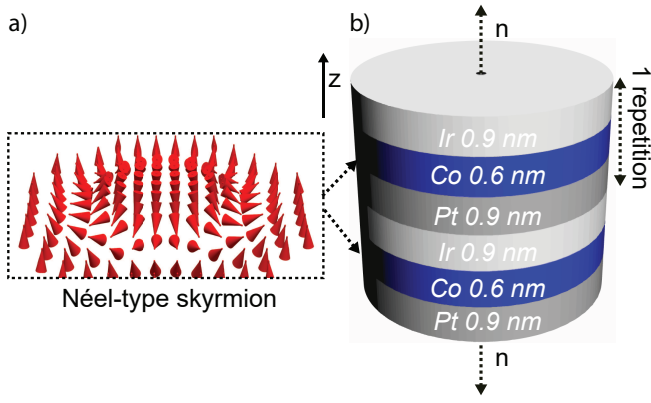 a)
z
Néel-type skyrmion
b)
n
1 repetition
Ir 0.9 nm
Co 0.6 nm
Pt 0.9 nm
Ir 0.9 nm
Co 0.6 nm
Pt 0.9 nm
n